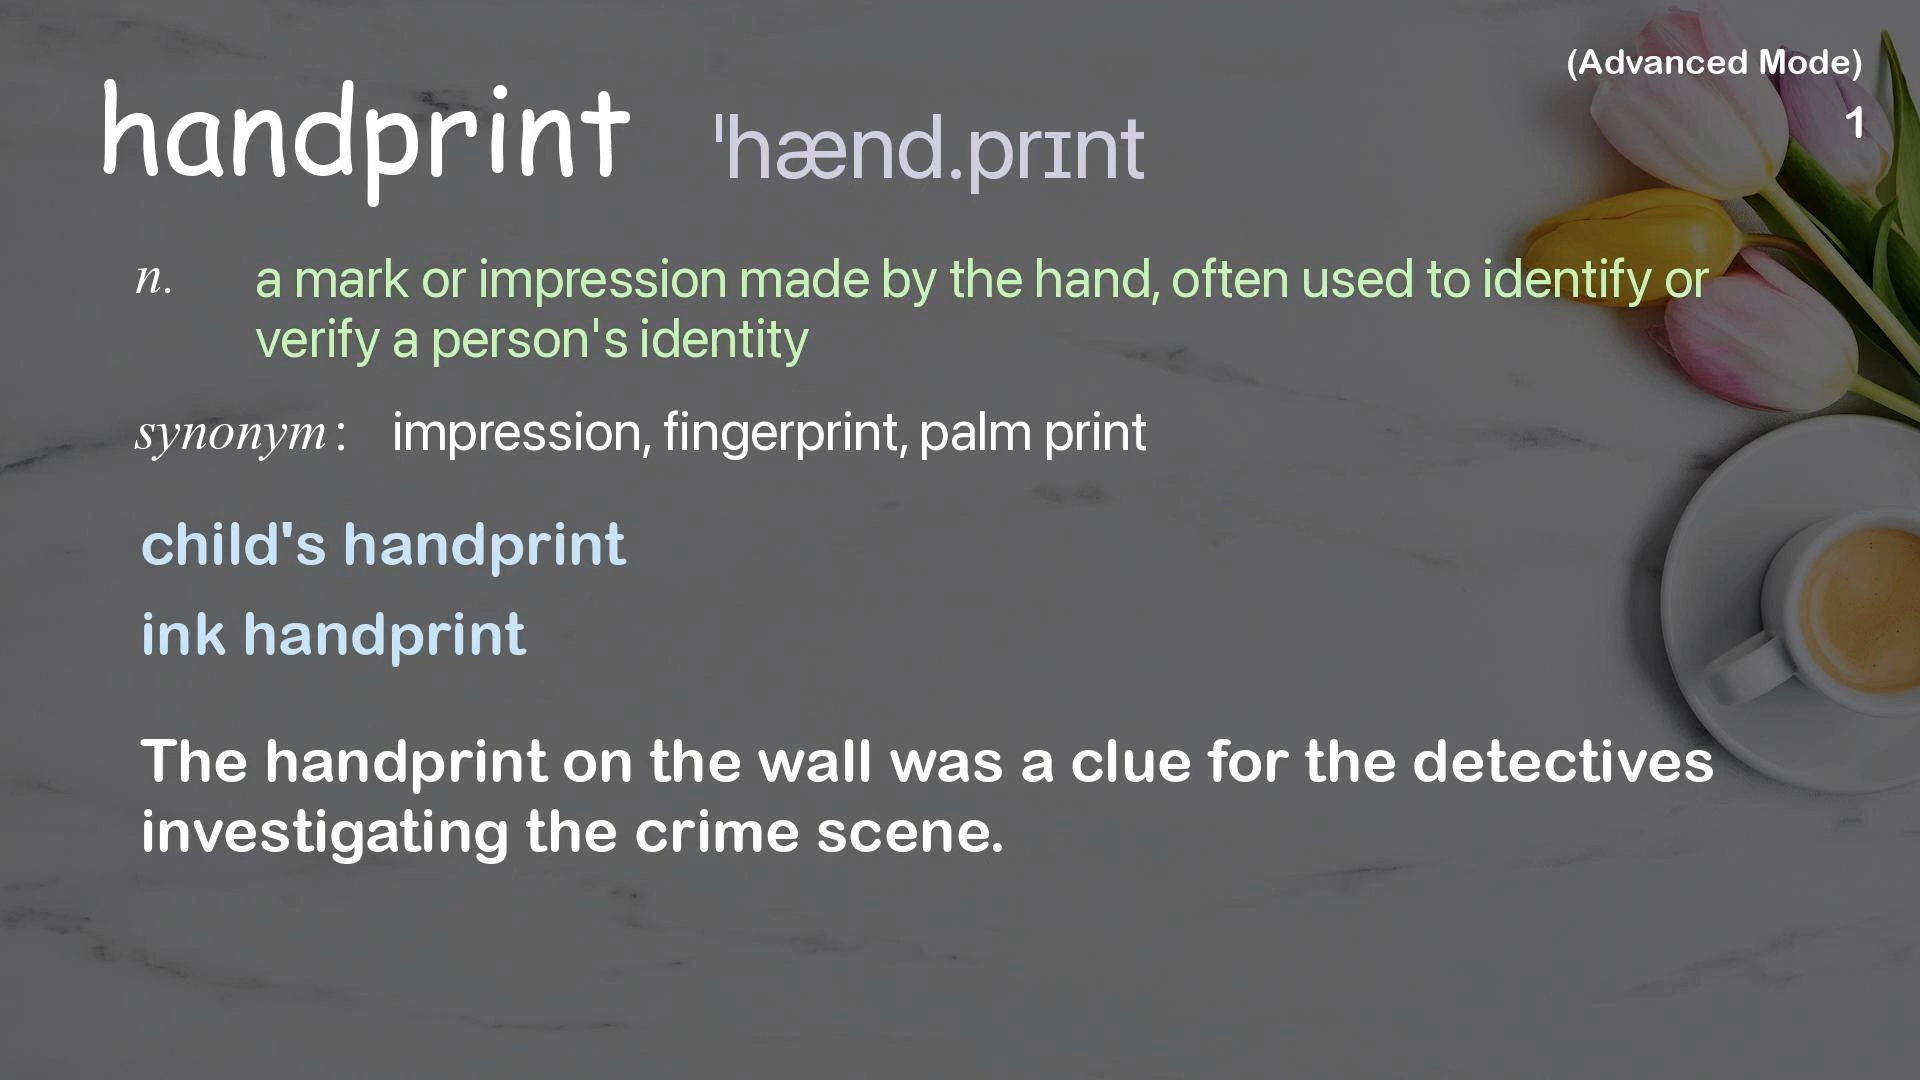 (Advanced Mode)
1
handprint ˈhænd.prɪnt
n. a mark or impression made by the hand, often used to identify or
verify a person's identity
synonym: impression, fingerprint, palm print
child's handprint
ink handprint
The handprint on the wall was a clue for the detectives
investigating the crime scene.